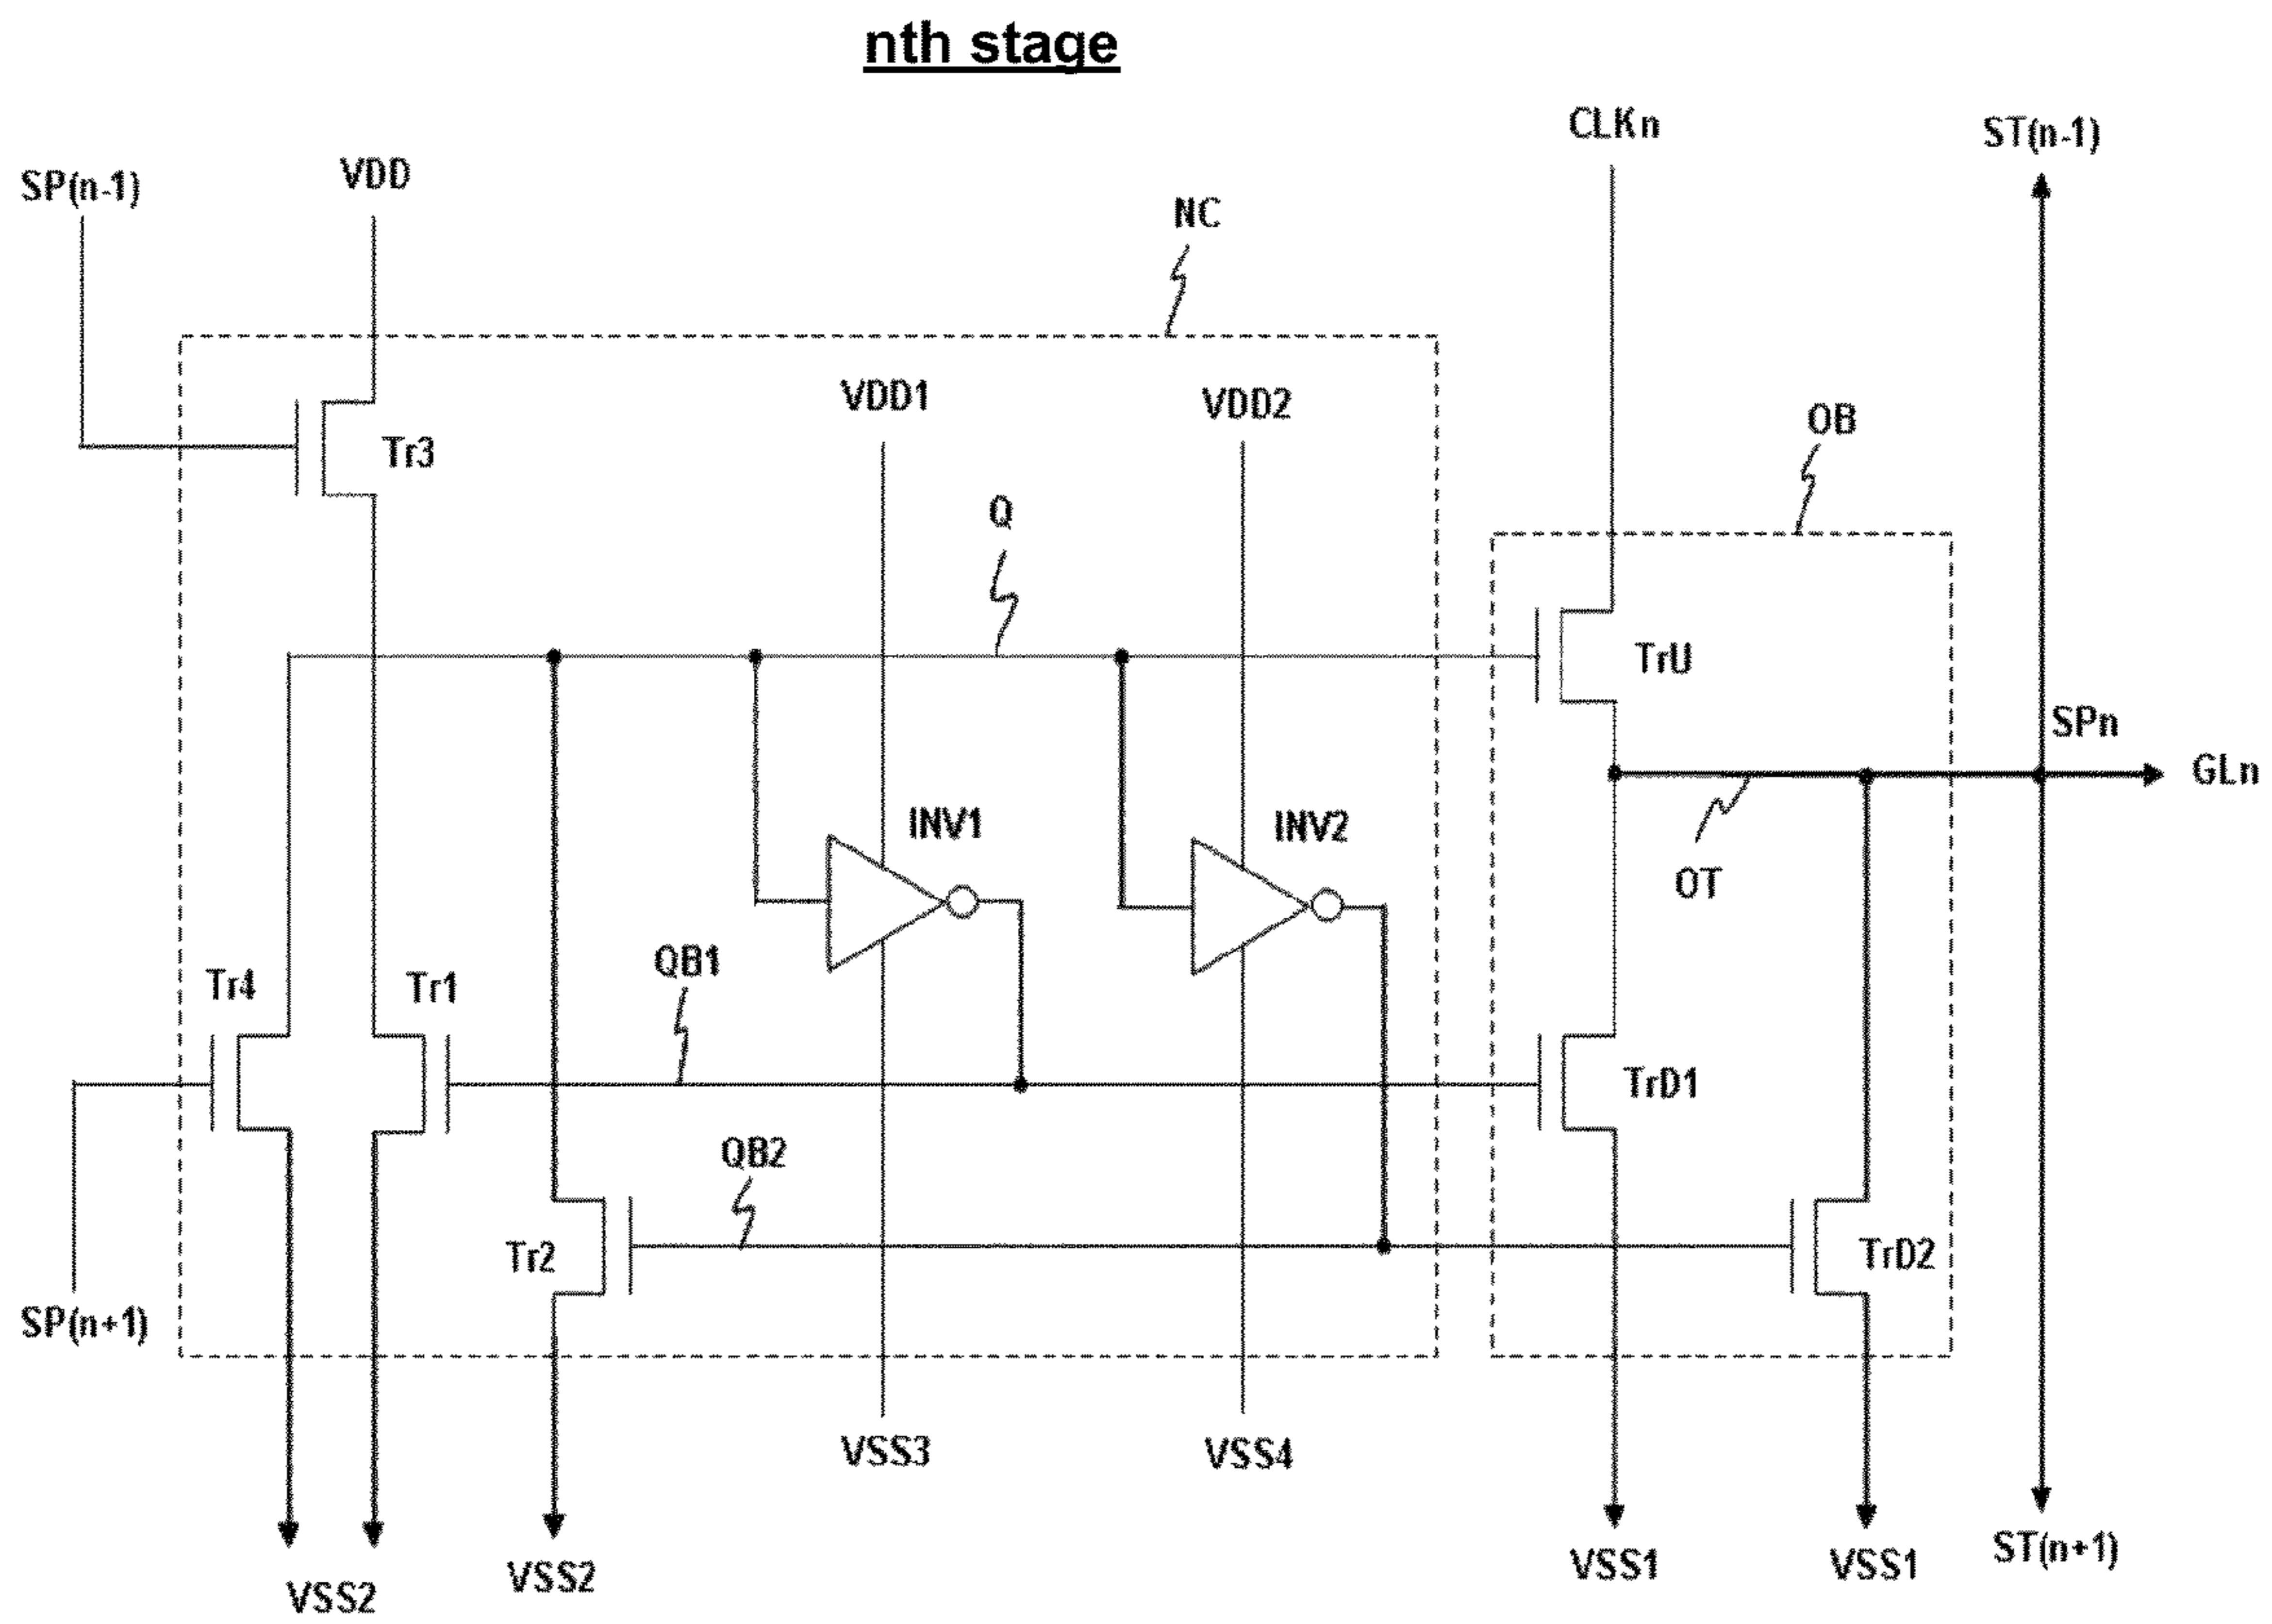 nth stage
CLKn
ST(n-1)
VDD
SP(n-1)
NC
VDD1
VDD2
OB
Tr3
Q
TrU
SPn
GLn
INV1
INV2
OT
QB1
Tr4
Tr1
TrD1
QB2
Tr2
TrD2
SP(n+1)
VSS3
VSS4
ST(n+1)
VSS2
VSS2
VSS1
VSS1